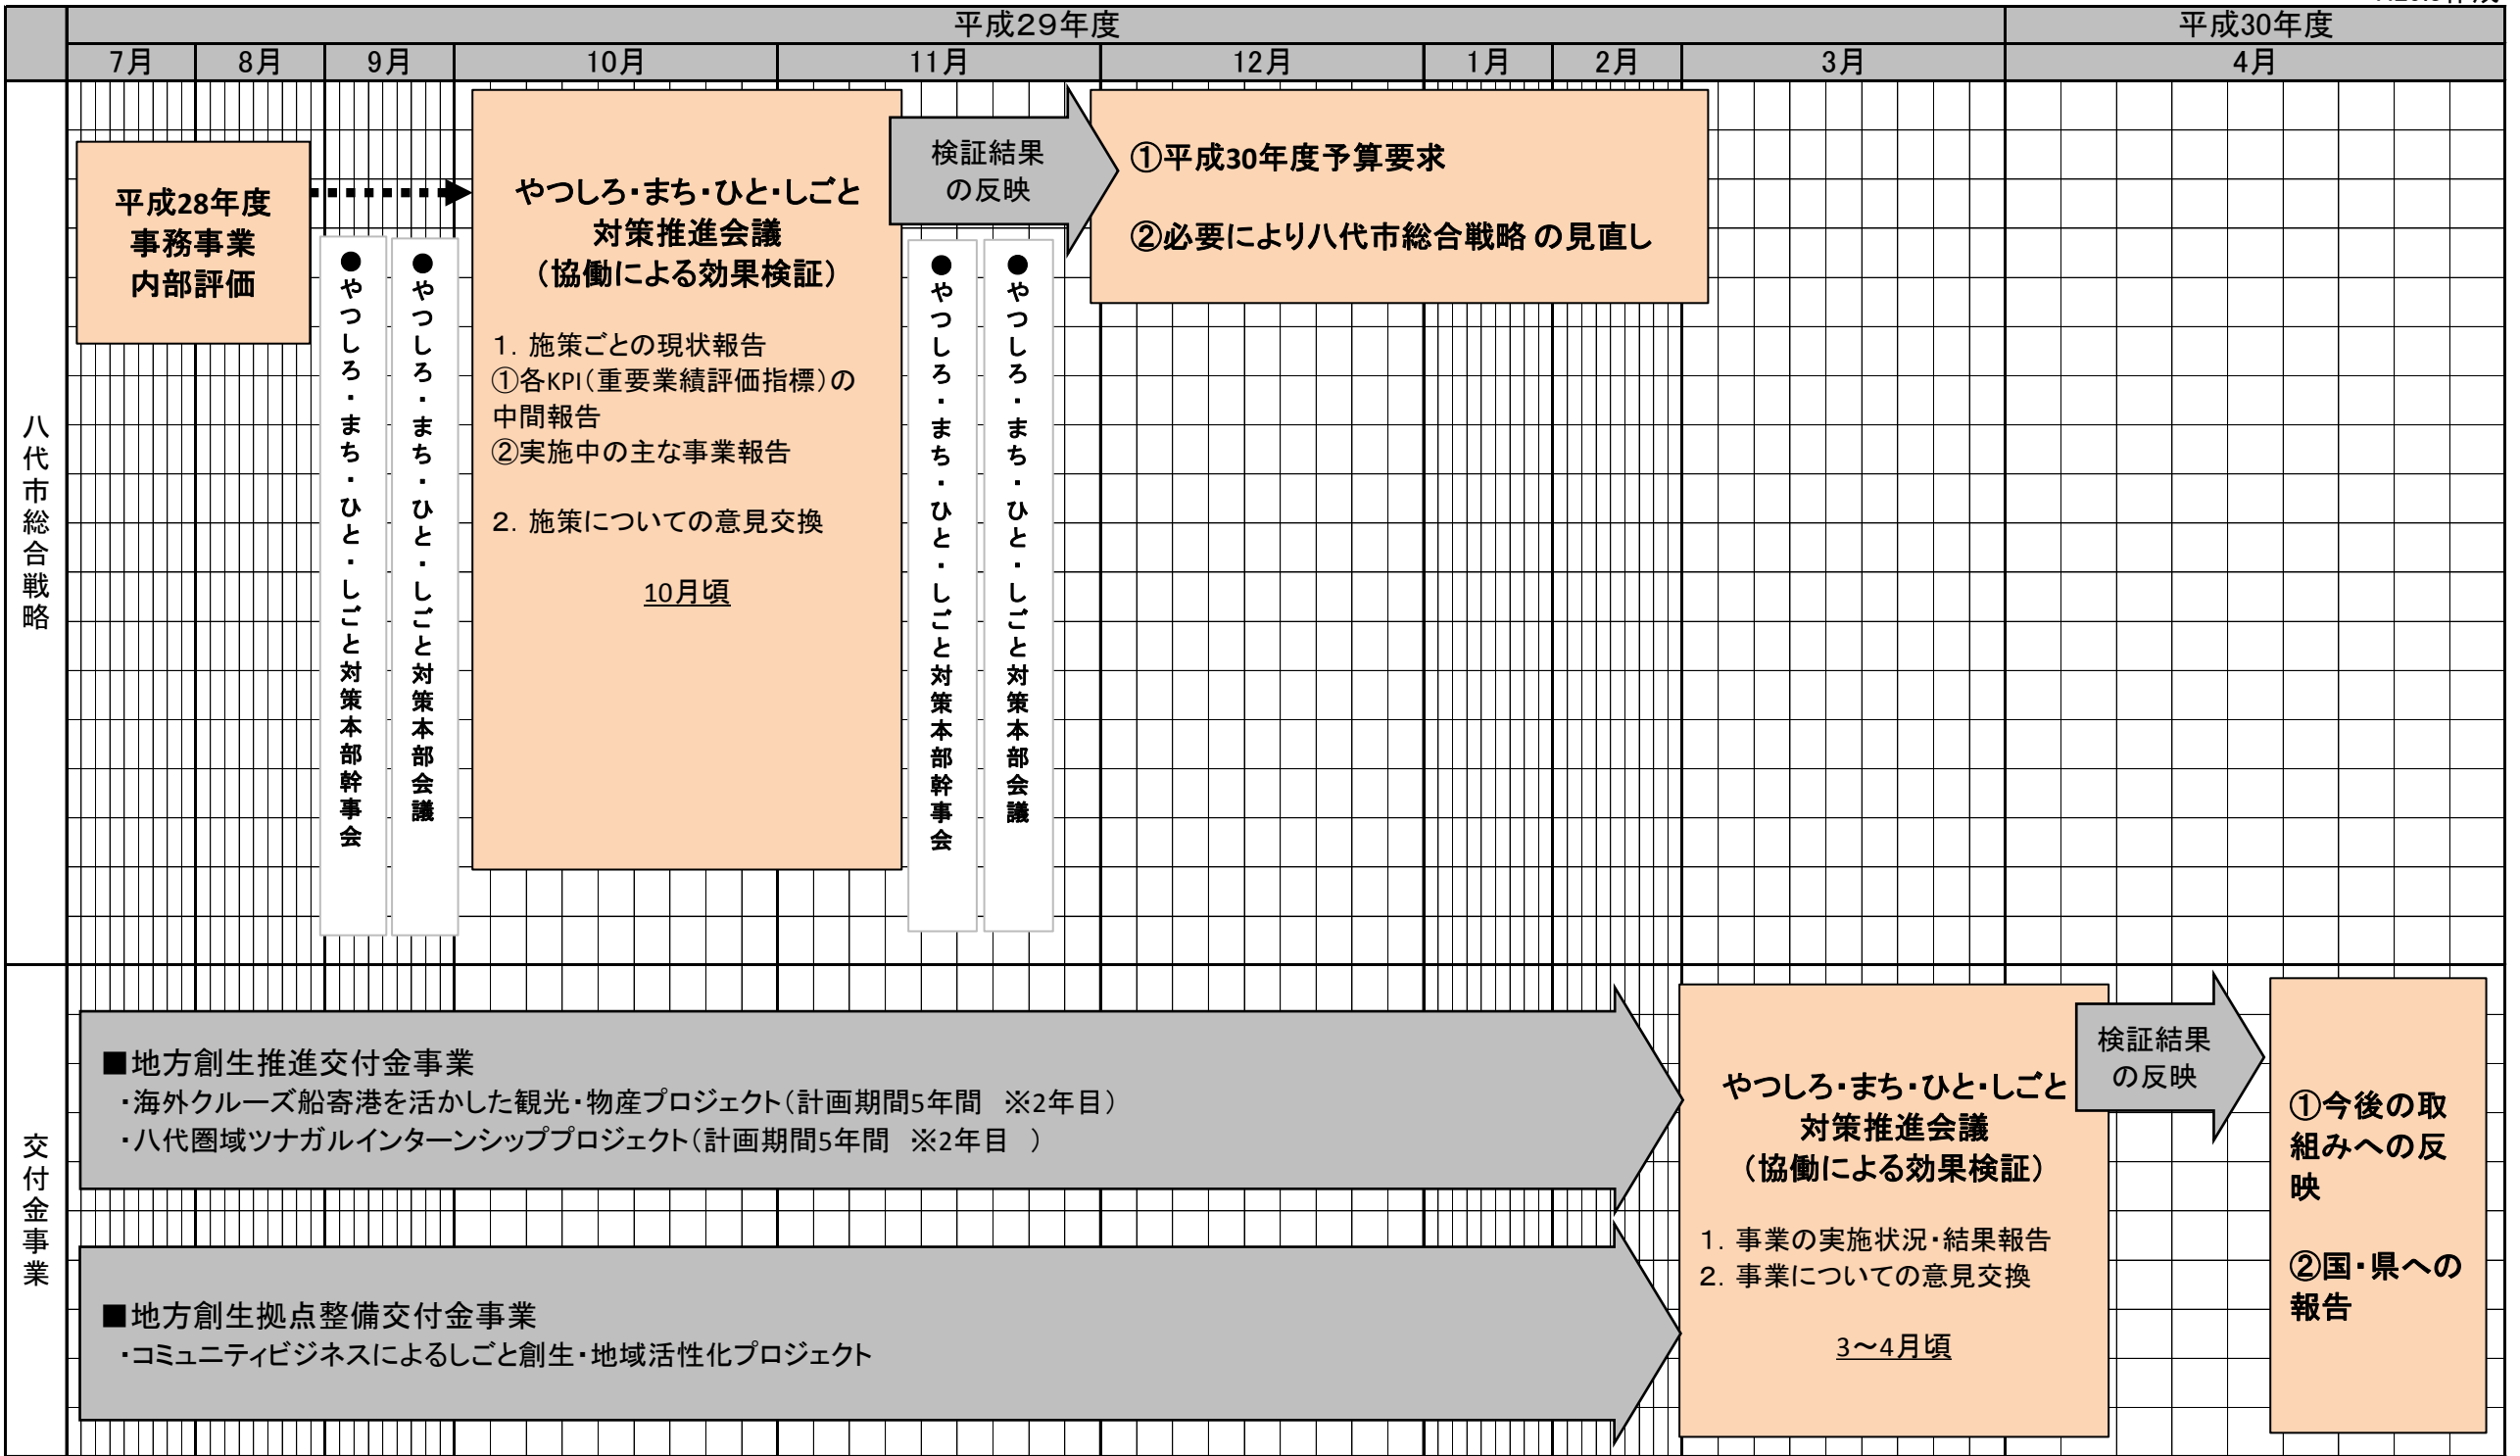 平成29年度
平成30年度
7月
8月
9月
10月
11月
12月
1月
2月
3月
4月
八代市総合戦略
平成28年度
事務事業
内部評価
●やつしろ・まち・ひと・しごと対策本部幹事会
●やつしろ・まち・ひと・しごと対策本部会議
やつしろ・まち・ひと・しごと
対策推進会議
（協働による効果検証）
1．施策ごとの現状報告
①各KPI（重要業績評価指標）の
中間報告
②実施中の主な事業報告
2．施策についての意見交換
10月頃
検証結果
の反映
●やつしろ・まち・ひと・しごと対策本部幹事会
●やつしろ・まち・ひと・しごと対策本部会議
①平成30年度予算要求
②必要により八代市総合戦略 の見直し
交付金事業
■地方創生推進交付金事業
・海外クルーズ船寄港を活かした観光・物産プロジェクト（計画期間5年間　※2年目）
・八代圏域ツナガルインターンシッププロジェクト（計画期間5年間　※2年目　）
■地方創生拠点整備交付金事業
・コミュニティビジネスによるしごと創生・地域活性化プロジェクト
やつしろ・まち・ひと・しごと
対策推進会議
（協働による効果検証）
1．事業の実施状況・結果報告
2．事業についての意見交換
3～4月頃
検証結果
の反映
①今後の取
組みへの反
映
②国・県への
報告